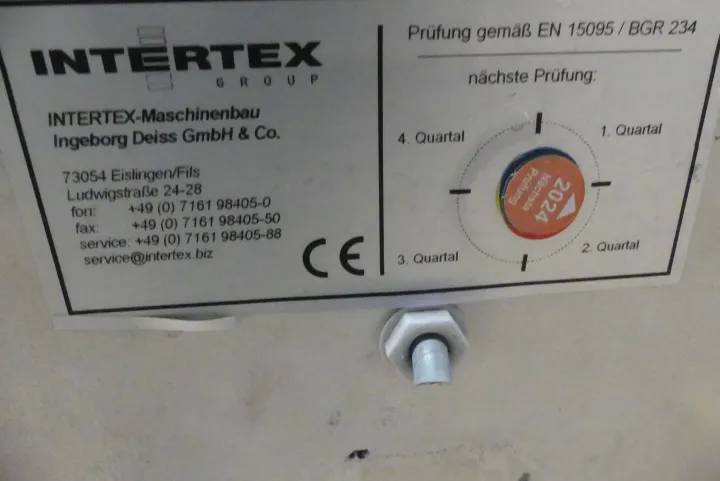 INTERTEX
GROUP
INTERTEX-Maschinenbau
Ingeborg Deiss GmbH & Co.
73054 Eislingen/Fils
Ludwigstraße 24-28
fon: +49 (0) 7161 98405-0
fax: +49 (0) 7161 98405-50
service: +49 (0) 7161 98405-88
service@intertex.biz
CE
Prüfung gemäß EN 15095 / BGR 234
nächste Prüfung:
4. Quartal
1. Quartal
Nächste
Prüfung
2024
3. Quartal
2. Quartal